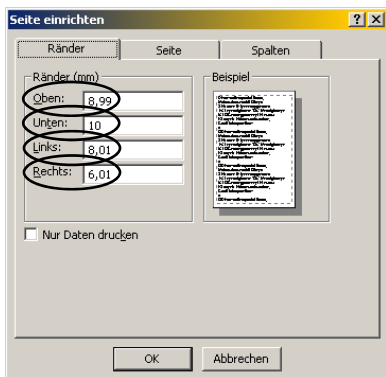 Seite einrichten
Ränder Seite Spalten
Ränder (mm) Beispiel
Oben: 8,99
Unten: 10
Links: 8,01
Rechts: 6,01
Nur Daten drucken
OK Abbrechen